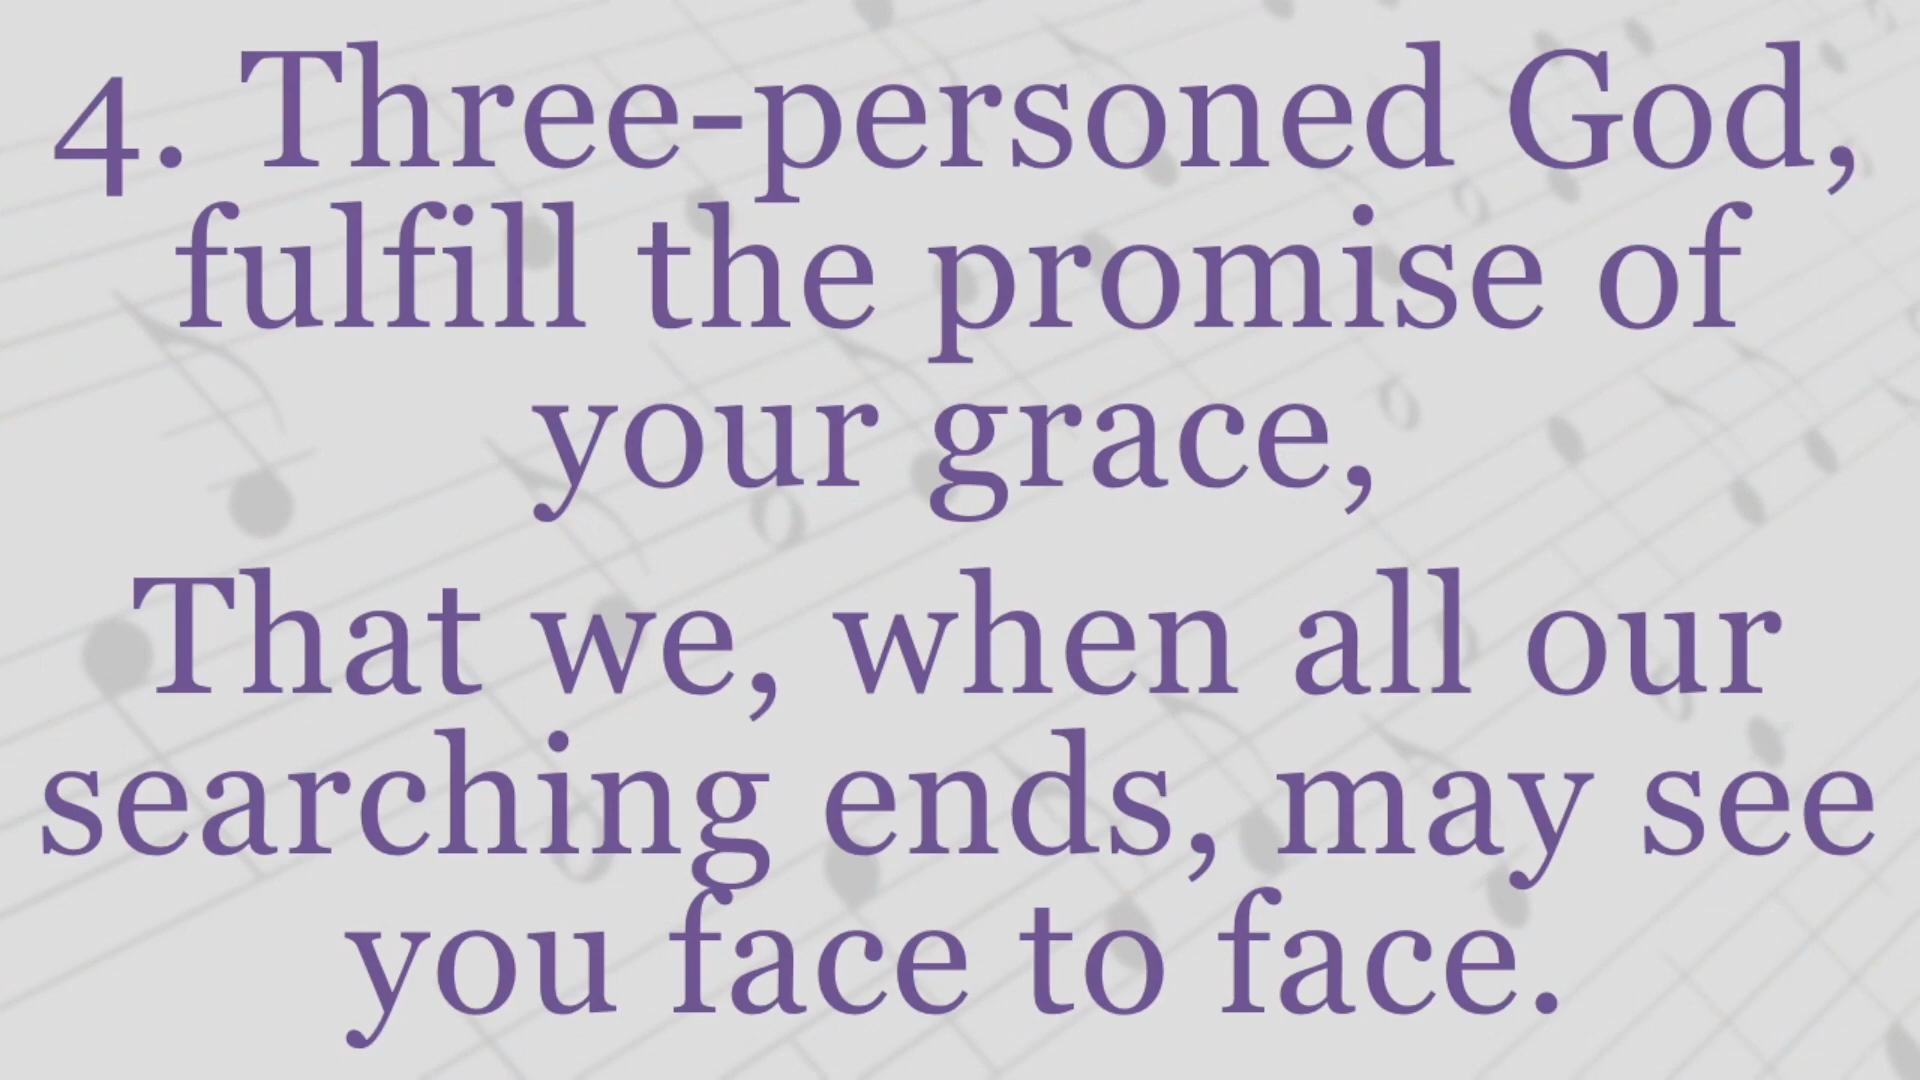 4. Three-personed God,
fulfill the promise of
your grace,
That we, when all our
searching ends, may see
you face to face.